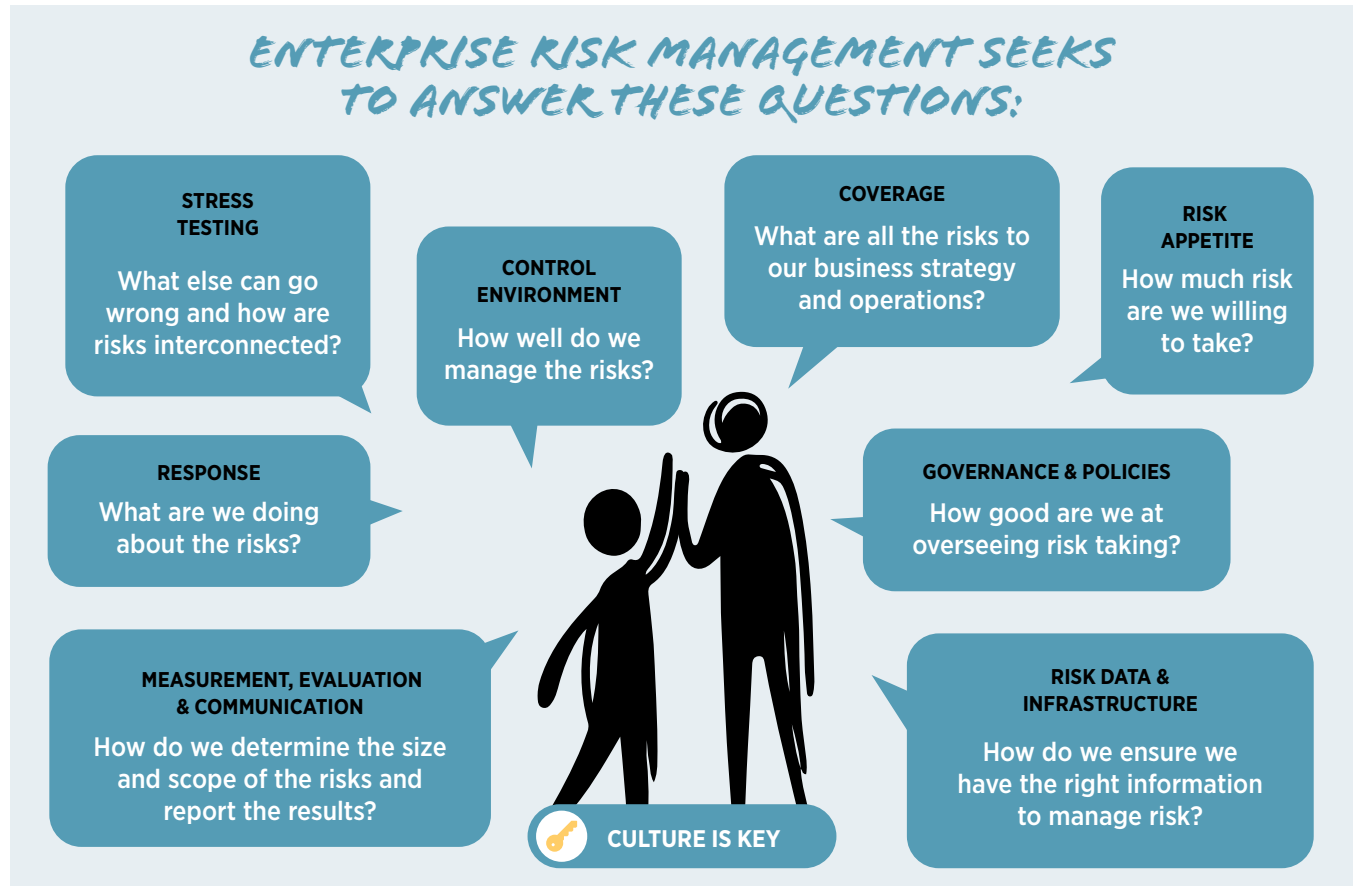 ENTERPRISE RISK MANAGEMENT SEEKS
TO ANSWER THESE QUESTIONS:
STRESS
TESTING
What else can go
wrong and how are
risks interconnected?
CONTROL
ENVIRONMENT
How well do we
manage the risks?
COVERAGE
What are all the risks to
our business strategy
and operations?
RISK
APPETITE
How much risk
are we willing
to take?
RESPONSE
What are we doing
about the risks?
GOVERNANCE & POLICIES
How good are we at
overseeing risk taking?
MEASUREMENT, EVALUATION
& COMMUNICATION
How do we determine the size
and scope of the risks and
report the results?
RISK DATA &
INFRASTRUCTURE
How do we ensure we
have the right information
to manage risk?
CULTURE IS KEY